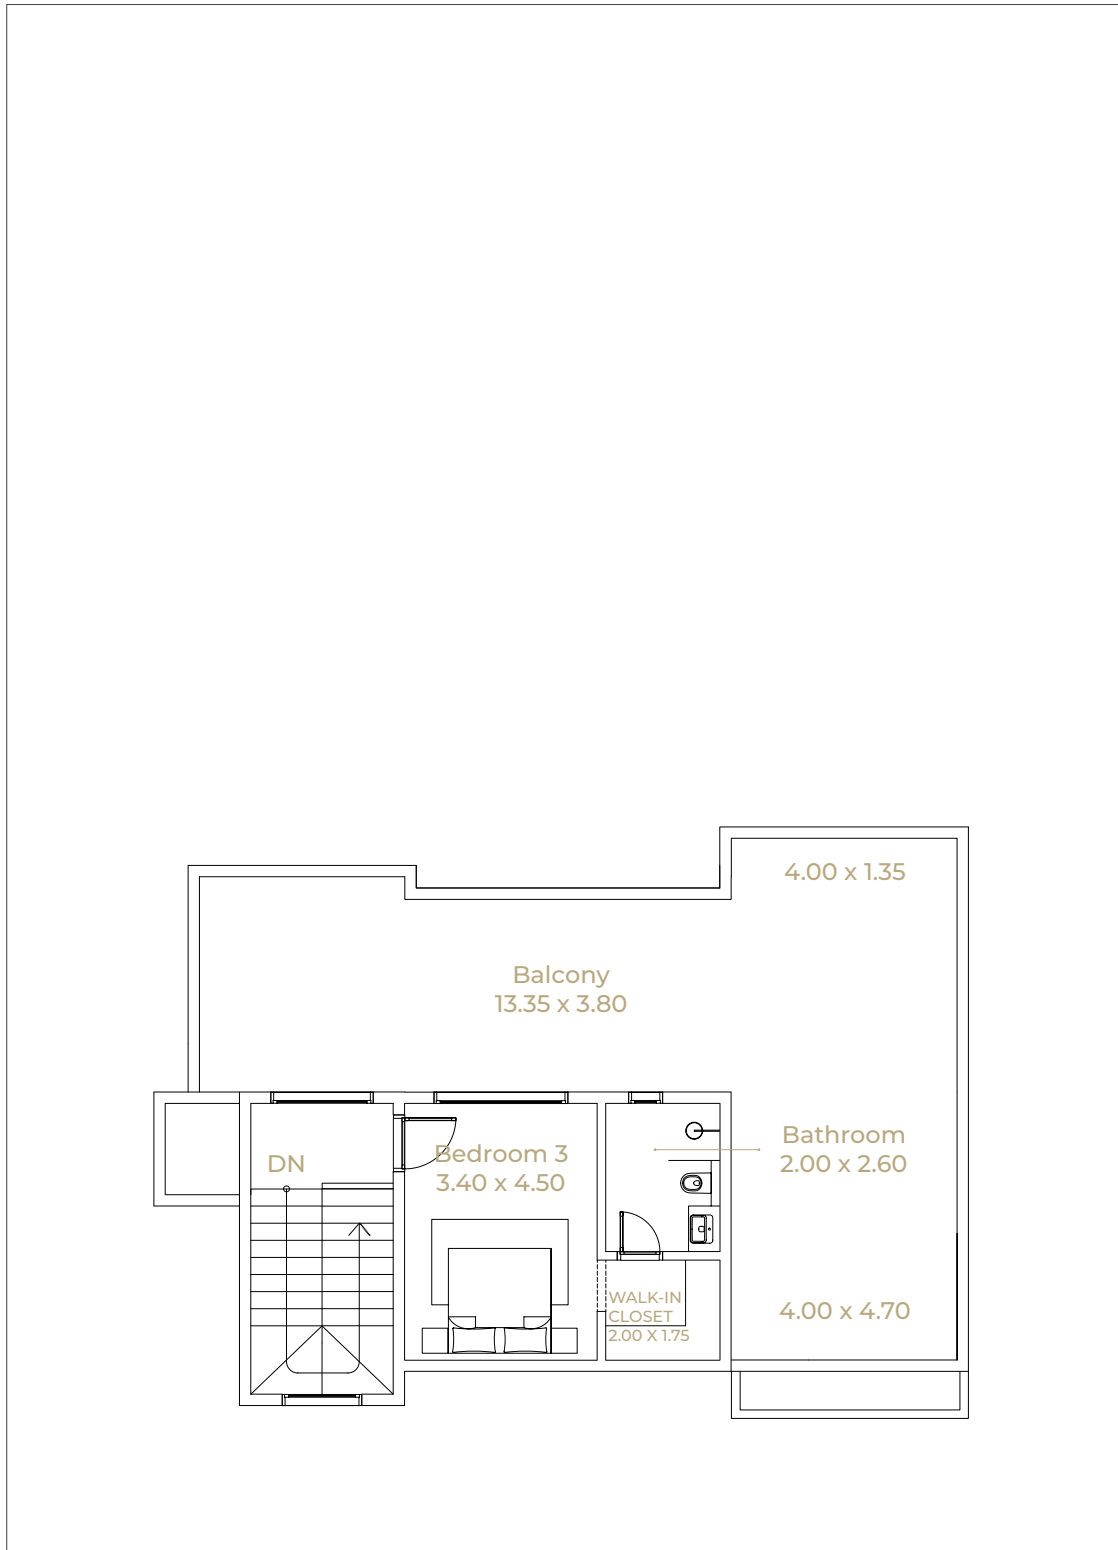 4.00 x 1.35
Balcony
13.35 x 3.80
Bathroom
2.00 x 2.60
DN
Bedroom 3
3.40 x 4.50
WALK-IN
CLOSET
2.00 X 1.75
4.00 x 4.70